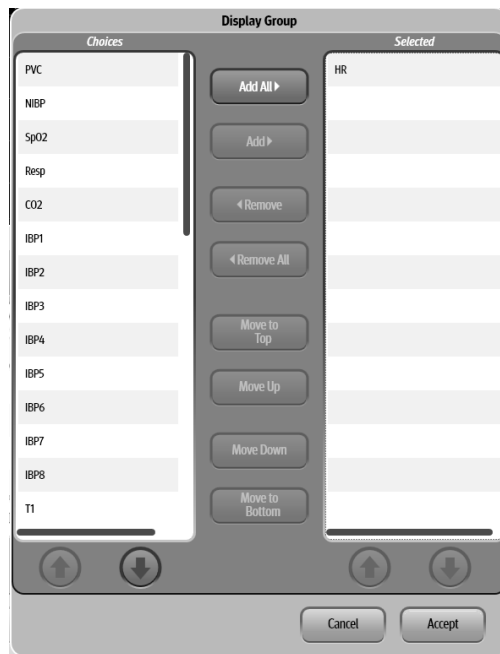 Display Group
Choices
Selected
PVC
NIBP
SpO2
Resp
CO2
IBP1
IBP2
IBP3
IBP4
IBP5
IBP6
IBP7
IBP8
T1
Add All
Add
Remove
Remove All
Move to
Top
Move Up
Move Down
Move to
Bottom
HR
Cancel
Accept